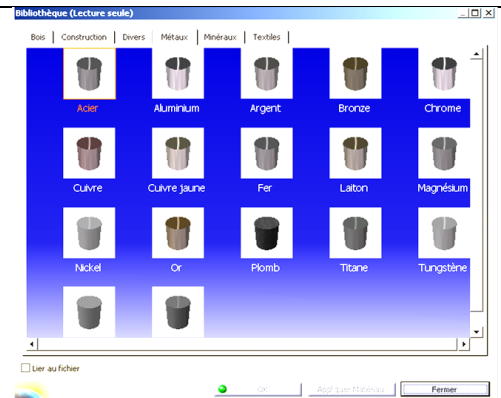 Bibliothèque (Lecture seule)
Bois Construction Divers Métaux Minéraux Textiles
Acier Aluminium Argent Bronze Chrome
Cuivre Cuivre jaune Fer Laiton Magnésium
Nickel Or Plomb Titane Tungstène
Lier au fichier
OK Appliquer Matériau Fermer